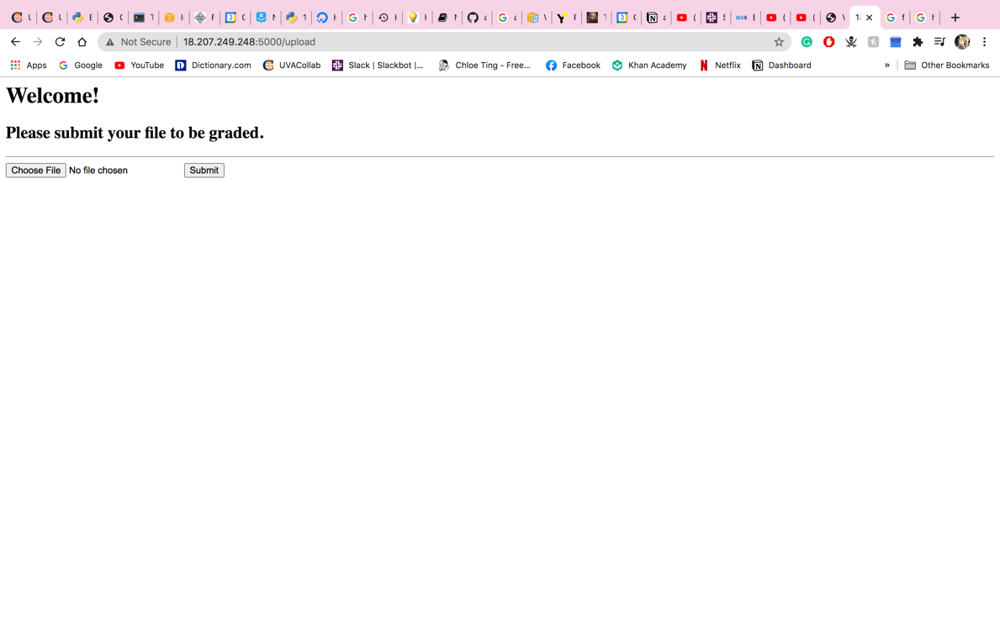 Not Secure | 18.207.249.248:5000/upload
Apps Google YouTube Dictionary.com UVACollab Slack | Slackbot |... Chloe Ting - Free... Facebook Khan Academy Netflix Dashboard » Other Bookmarks
Welcome!
Please submit your file to be graded.
Choose File No file chosen Submit